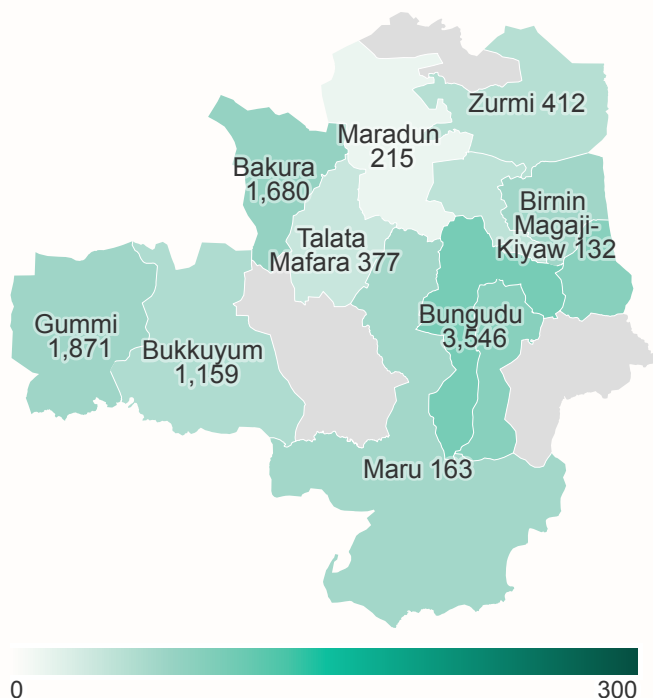 Zurmi 412
Maradun
215
Bakura
1,680
Birnin
Magaji-
Kiyaw 132
Talata
Mafara 377
Gummi
1,871
Bukkuyum
1,159
Bungudu
3,546
Maru 163
0
300